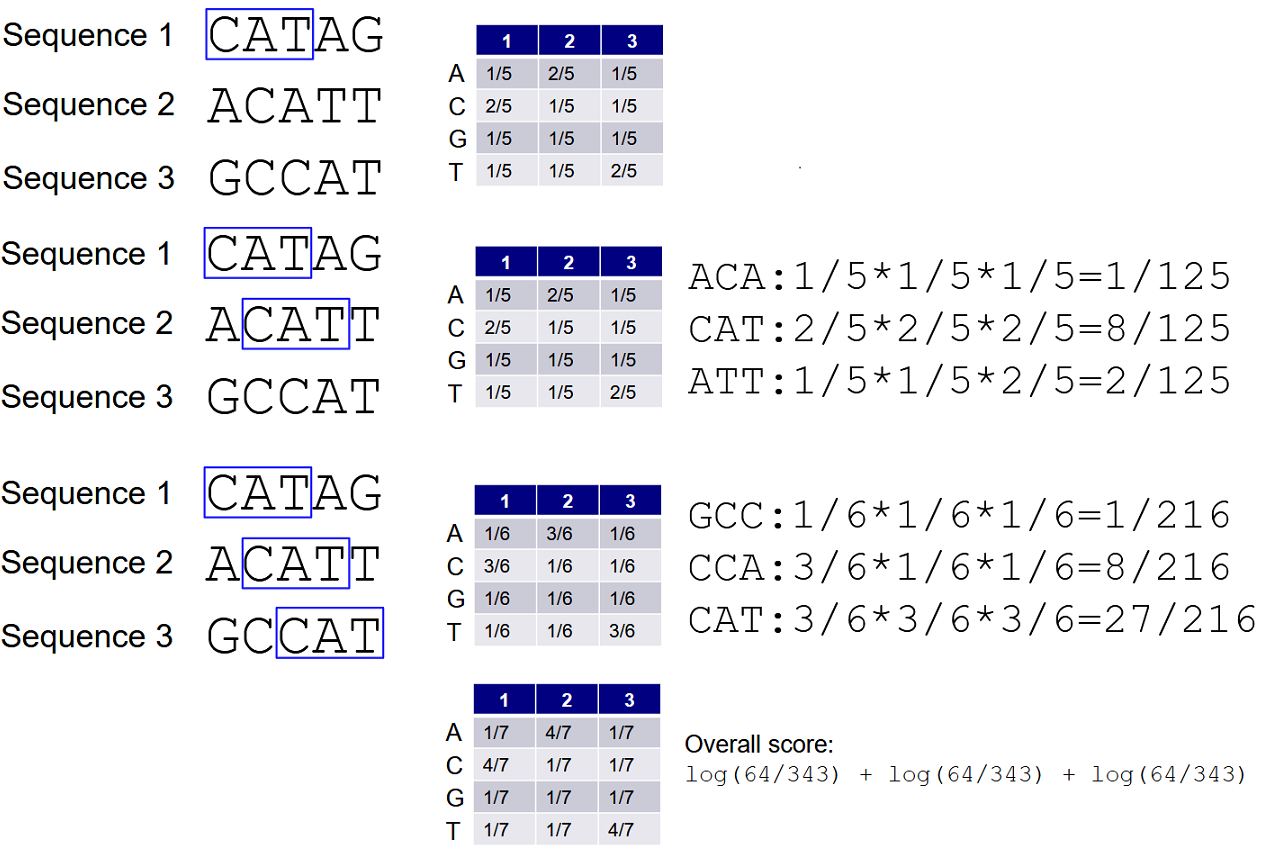 Sequence 1 CATAG
Sequence 2 ACATT
Sequence 3 GCCAT
1 2 3
A 1/5 2/5 1/5
C 2/5 1/5 1/5
G 1/5 1/5 1/5
T 1/5 1/5 2/5
Sequence 1 CATAG
Sequence 2 ACATT
Sequence 3 GCCAT
1 2 3
A 1/5 2/5 1/5
C 2/5 1/5 1/5
G 1/5 1/5 1/5
T 1/5 1/5 2/5
ACA:1/5*1/5*1/5=1/125
CAT:2/5*2/5*2/5=8/125
ATT:1/5*1/5*2/5=2/125
Sequence 1 CATAG
Sequence 2 ACATT
Sequence 3 GCCAT
1 2 3
A 1/6 3/6 1/6
C 3/6 1/6 1/6
G 1/6 1/6 1/6
T 1/6 1/6 3/6
GCC:1/6*1/6*1/6=1/216
CCA:3/6*1/6*1/6=8/216
CAT:3/6*3/6*3/6=27/216
1 2 3
A 1/7 4/7 1/7
C 4/7 1/7 1/7
G 1/7 1/7 1/7
T 1/7 1/7 4/7
Overall score:
log(64/343) + log(64/343) + log(64/343)